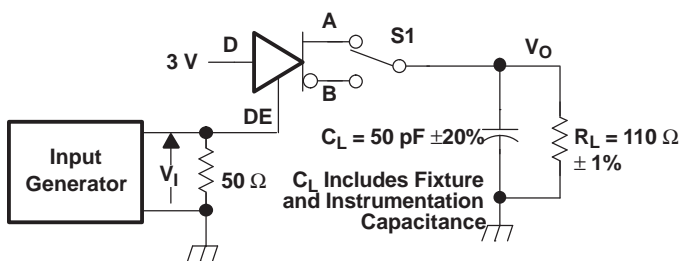 A
S1
VO
D
3 V
B
DE
Input
Generator
VI
50 Ω
CL = 50 pF ±20%
CL Includes Fixture
and Instrumentation
Capacitance
RL = 110 Ω
± 1%